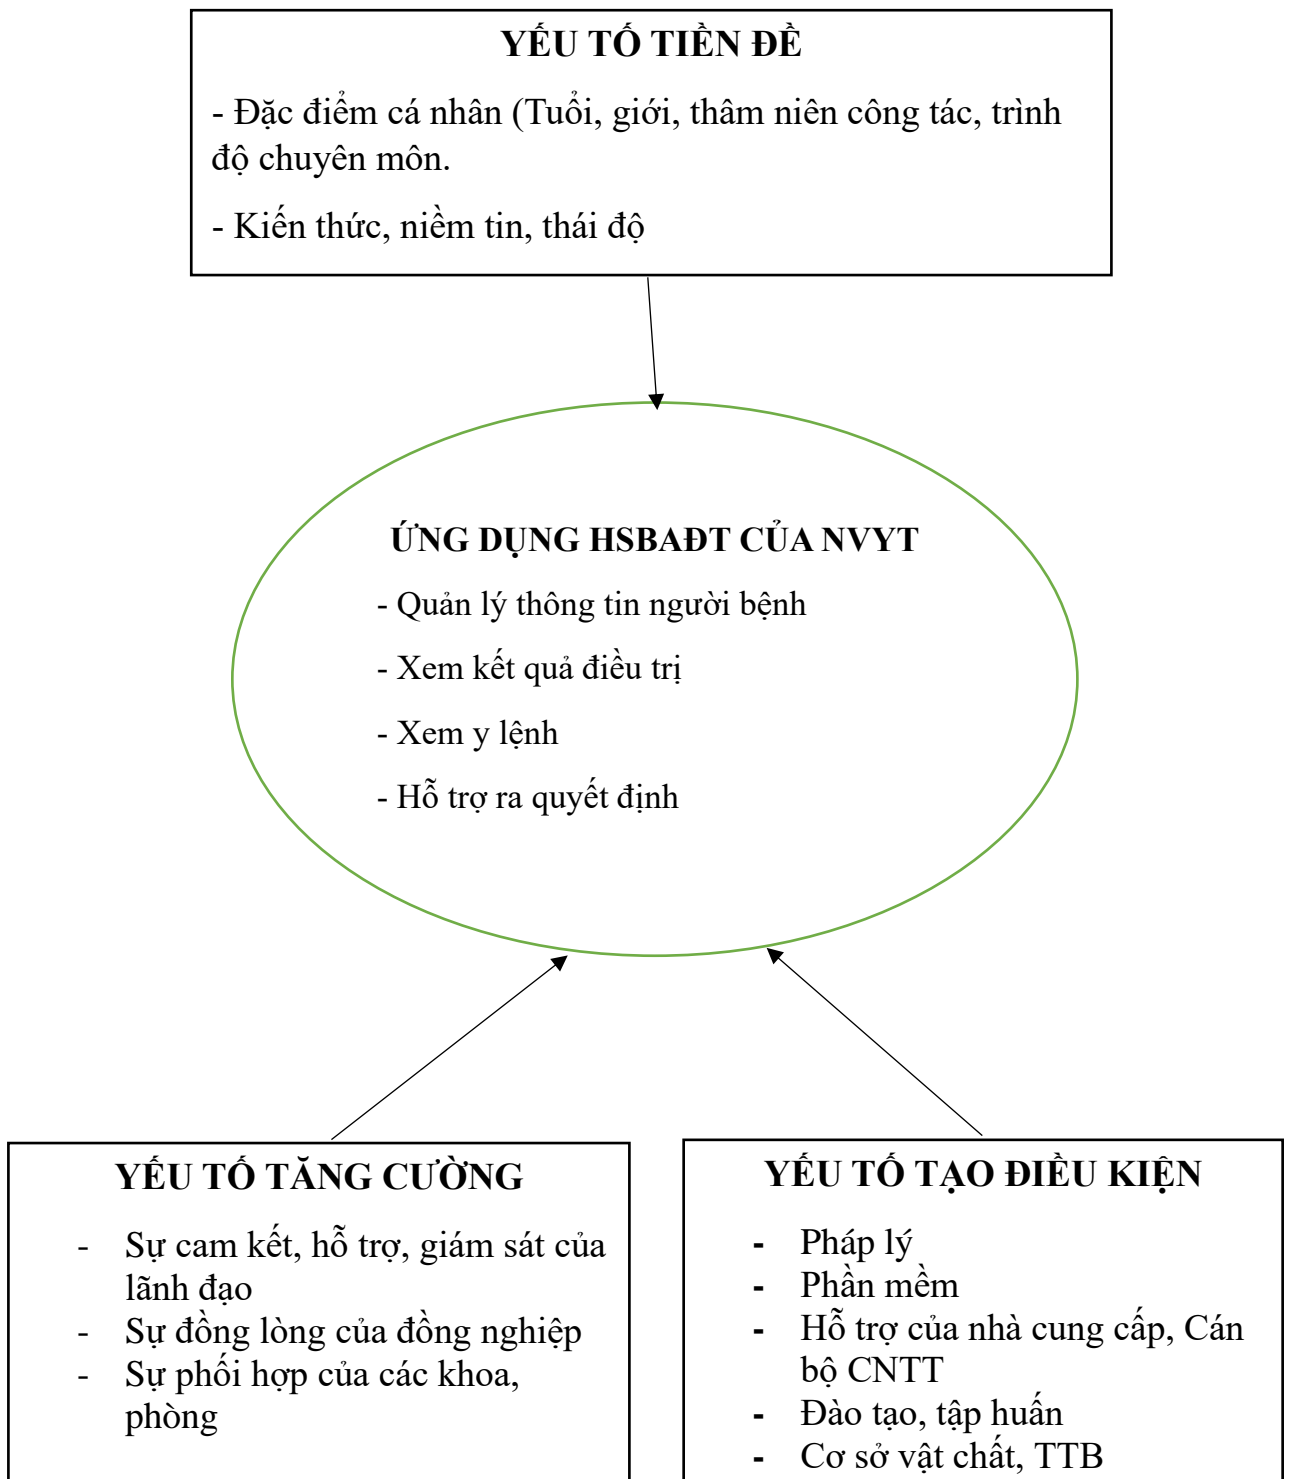 YẾU TỐ TIỀN ĐỀ
- Đặc điểm cá nhân (Tuổi, giới, thâm niên công tác, trình
độ chuyên môn.
- Kiến thức, niềm tin, thái độ
ỨNG DỤNG HSBAĐT CỦA NVYT
- Quản lý thông tin người bệnh
- Xem kết quả điều trị
- Xem y lệnh
- Hỗ trợ ra quyết định
YẾU TỐ TĂNG CƯỜNG
- Sự cam kết, hỗ trợ, giám sát của
lãnh đạo
- Sự đồng lòng của đồng nghiệp
- Sự phối hợp của các khoa,
phòng
YẾU TỐ TẠO ĐIỀU KIỆN
- Pháp lý
- Phần mềm
- Hỗ trợ của nhà cung cấp, Cán
bộ CNTT
- Đào tạo, tập huấn
- Cơ sở vật chất, TTB